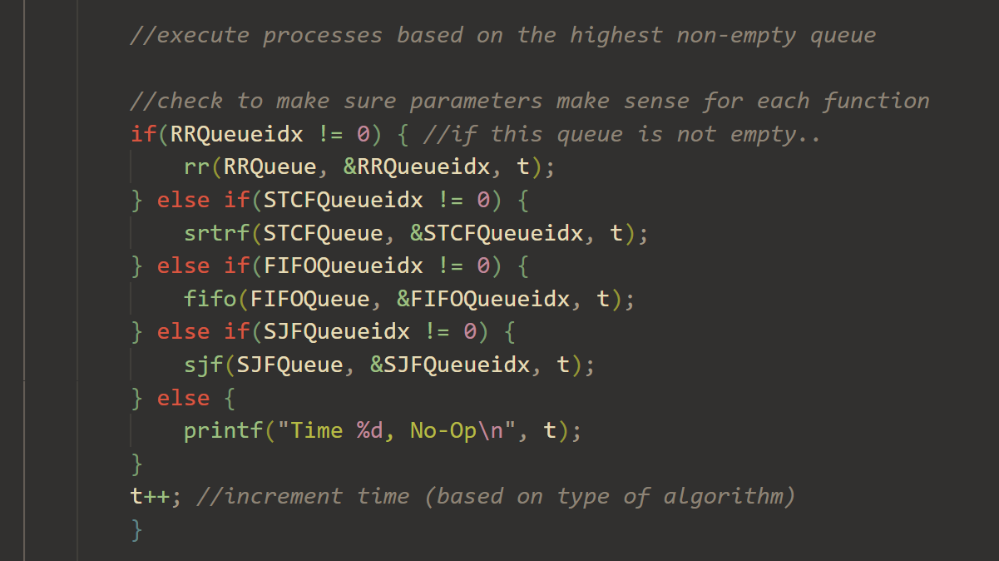 //execute processes based on the highest non-empty queue
//check to make sure parameters make sense for each function
if(RRQueueidx != 0) { //if this queue is not empty..
rr(RRQueue, &RRQueueidx, t);
} else if(STCFQueueidx != 0) {
srtrf(STCFQueue, &STCFQueueidx, t);
} else if(FIFOQueueidx != 0) {
fifo(FIFOQueue, &FIFOQueueidx, t);
} else if(SJFQueueidx != 0) {
sjf(SJFQueue, &SJFQueueidx, t);
} else {
printf("Time %d, No-Op\n", t);
}
t++; //increment time (based on type of algorithm)
}